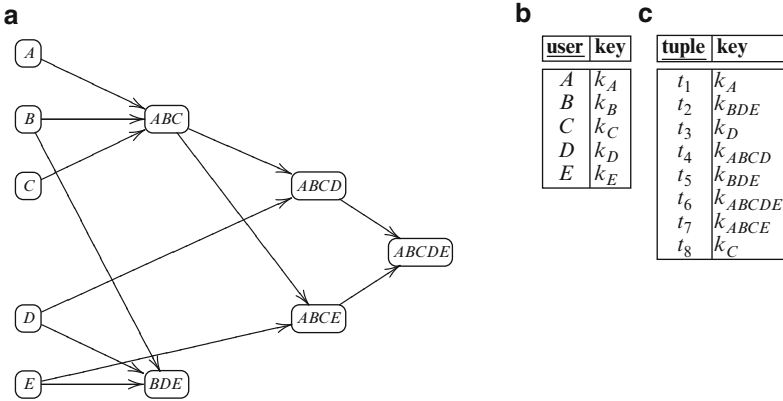 a
A
B
ABC
C
ABCD
ABCDE
D
ABCE
E
BDE
b
user key
A k_A
B k_B
C k_C
D k_D
E k_E
c
tuple key
t_1 k_A
t_2 k_BDE
t_3 k_D
t_4 k_ABCD
t_5 k_BDE
t_6 k_ABCDE
t_7 k_ABCE
t_8 k_C